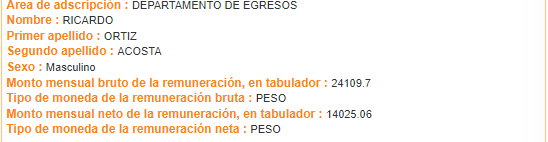 Área de adscripción : DEPARTAMENTO DE EGRESOS
Nombre : RICARDO
Primer apellido : ORTIZ
Segundo apellido : ACOSTA
Sexo : Masculino
Monto mensual bruto de la remuneración, en tabulador : 24109.7
Tipo de moneda de la remuneración bruta : PESO
Monto mensual neto de la remuneración, en tabulador : 14025.06
Tipo de moneda de la remuneración neta : PESO